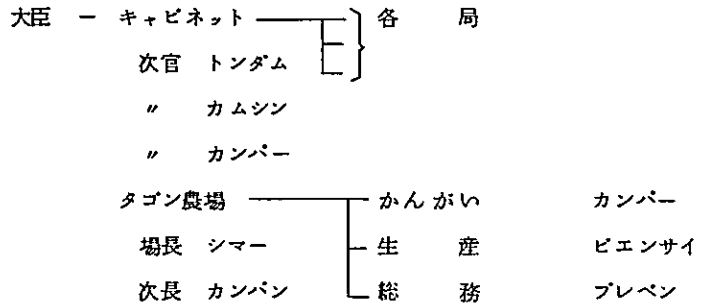 大臣 － キャビネット 各局
次官 トンダム
〃 カムシン
〃 カンパー
タゴン農場 かんがい カンパー
場長 シマー 生産 ビエンサイ
次長 カンパン 総務 ブレベン